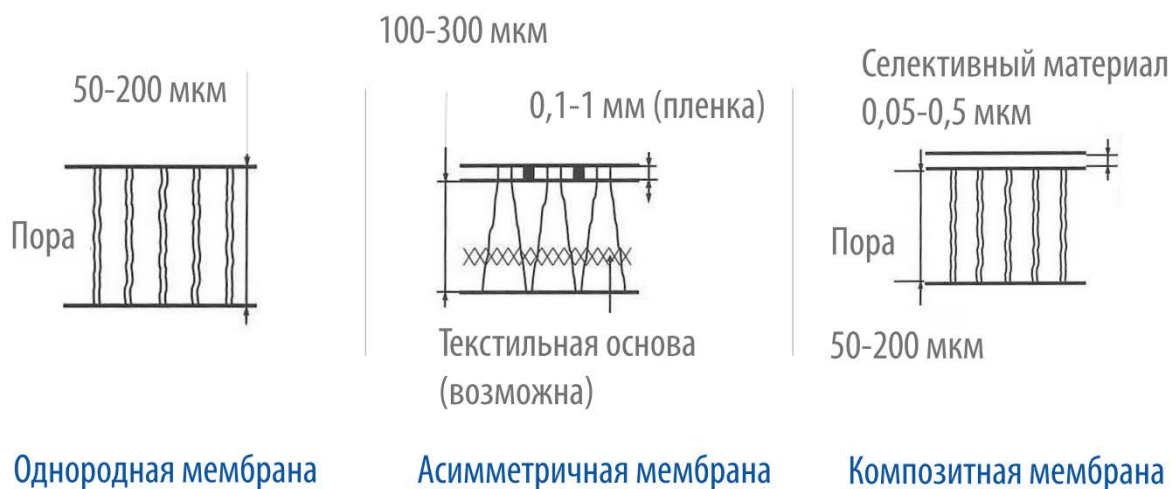 50-200 мкм
Пора
Однородная мембрана
100-300 мкм
0,1-1 мм (пленка)
Текстильная основа
(возможна)
Асимметричная мембрана
Селективный материал
0,05-0,5 мкм
Пора
50-200 мкм
Композитная мембрана